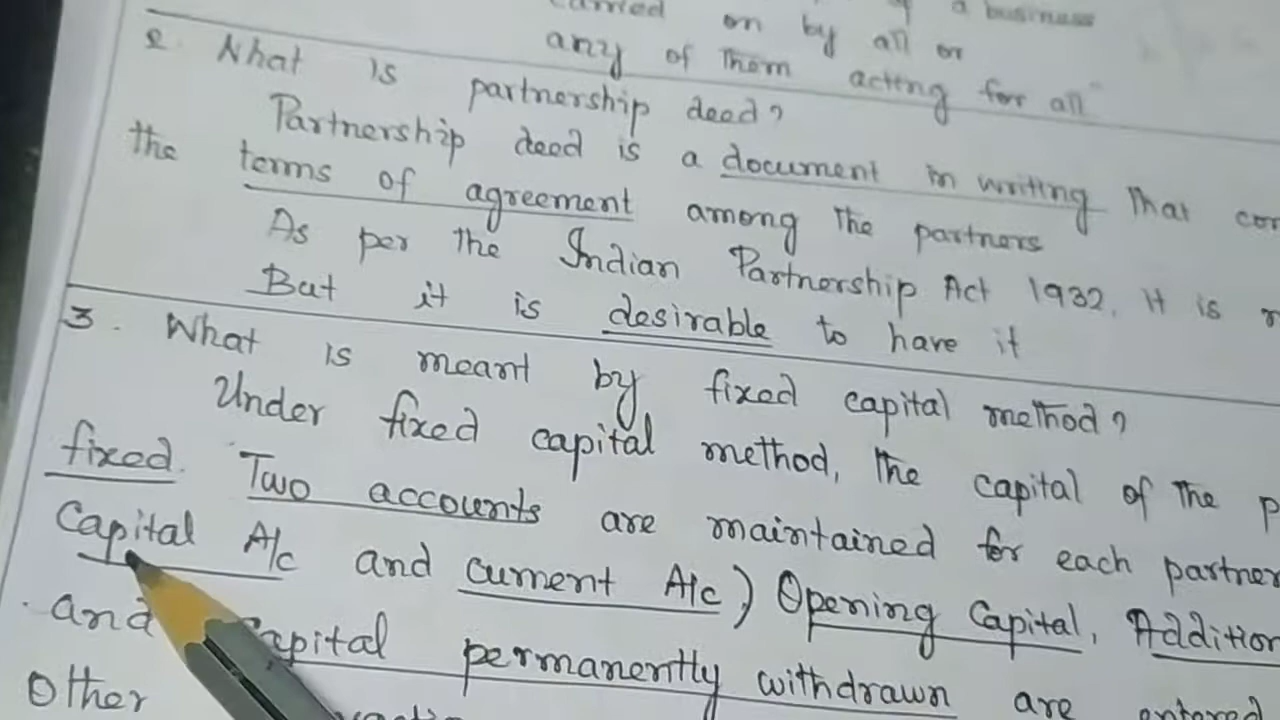 carried on by all or
any of them acting for all"
a business
2. What is partnership deed?
Partnership deed is a document in writing that
the terms of agreement among the partners
As per the Indian Partnership Act 1932, It is
But it is desirable to have it
3. What is meant by fixed capital method?
Under fixed capital method, the capital of the
fixed. Two accounts are maintained for each partner
Capital A/c and current A/c) Opening Capital, Addition
and capital permanently withdrawn are entered
Other